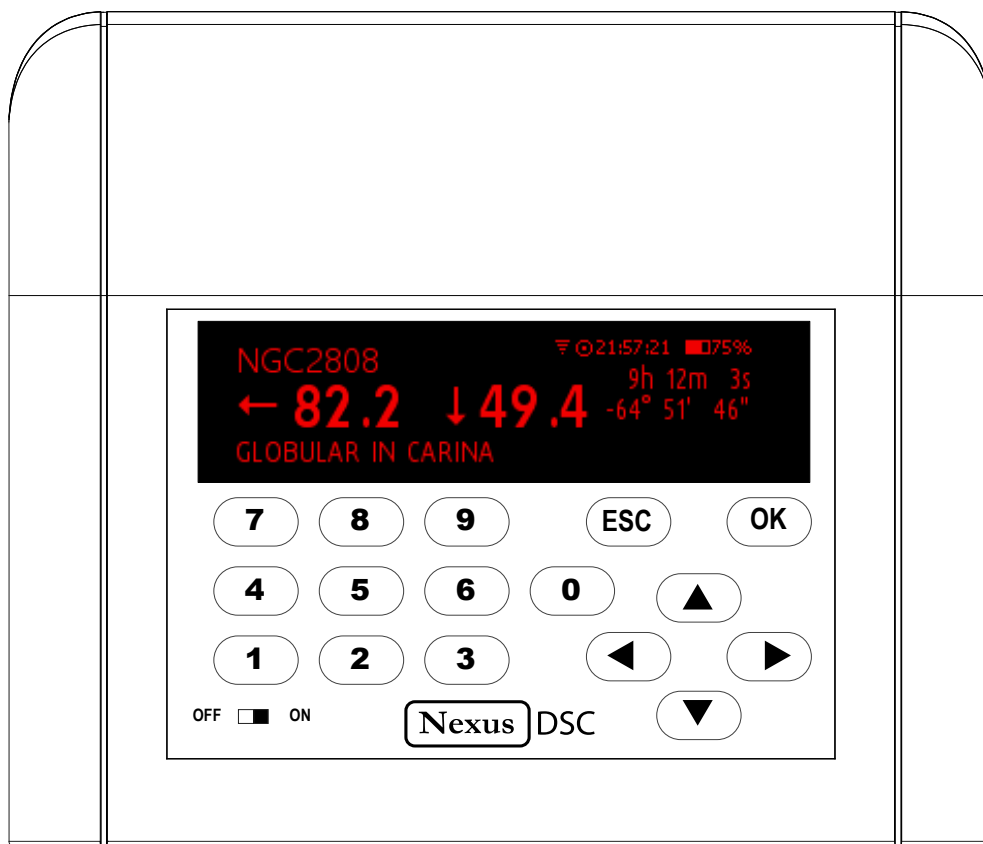 NGC2808 21:57:21 75%
9h 12m 3s
← 82.2 ↓ 49.4 -64° 51' 46"
GLOBULAR IN CARINA
7 8 9 ESC OK
4 5 6 0 ▲
1 2 3 ◀ ▶
OFF ON Nexus DSC ▼